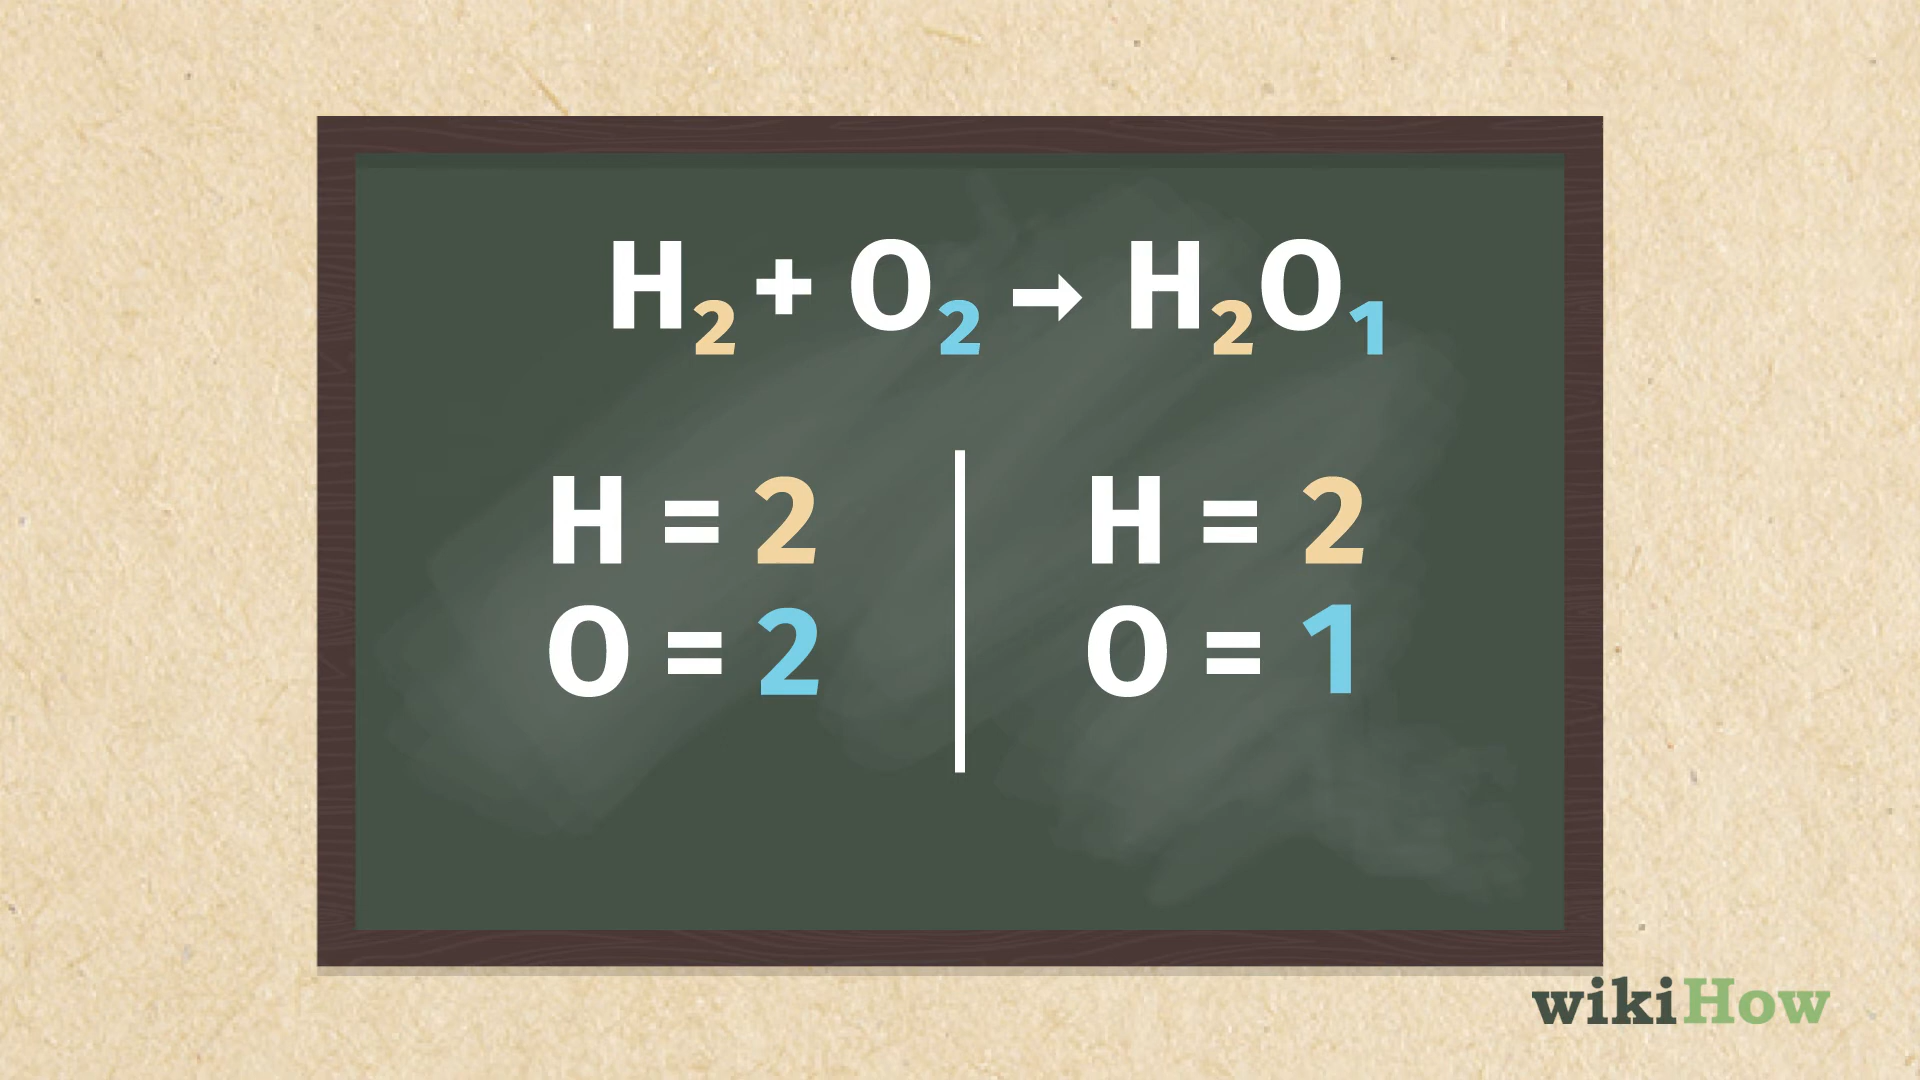 H₂ + O₂ → H₂O₁
H = 2
O = 2
H = 2
O = 1
wikiHow